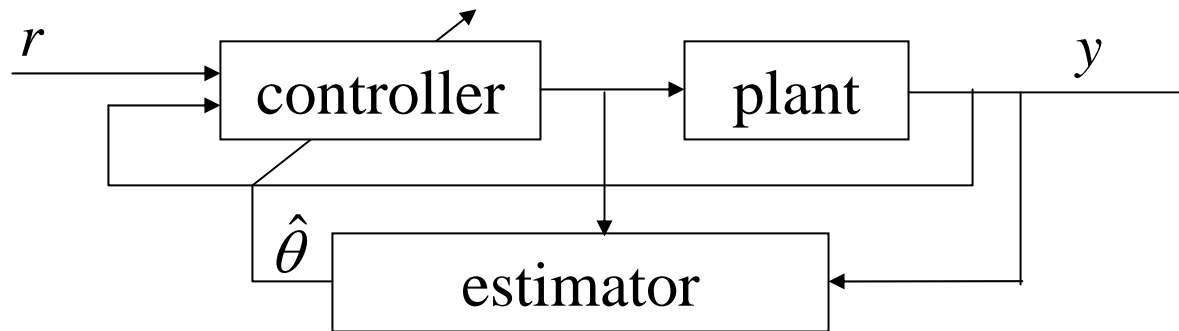 r
y
controller
plant
θ̂
estimator